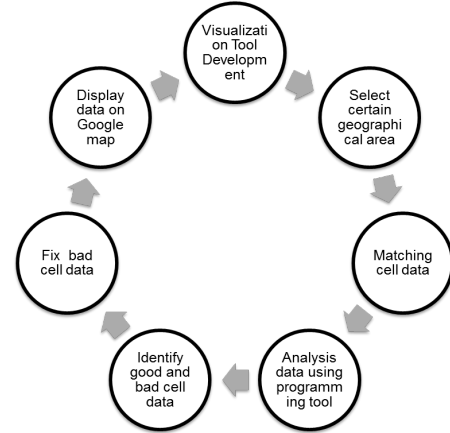 Visualizati
on Tool
Developm
ent
Select
certain
geographi
cal area
Matching
cell data
Analysis
data using
programm
ing tool
Identify
good and
bad cell
data
Fix bad
cell data
Display
data on
Google
map